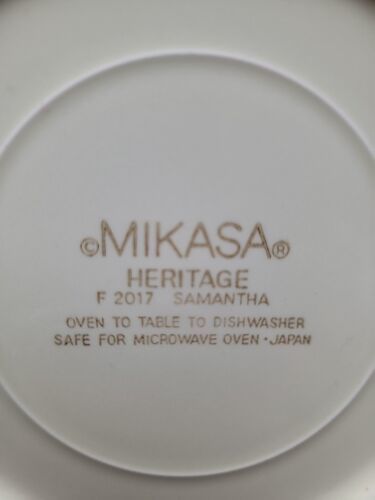 ©MIKASA®
HERITAGE
F 2017 SAMANTHA
OVEN TO TABLE TO DISHWASHER
SAFE FOR MICROWAVE OVEN • JAPAN